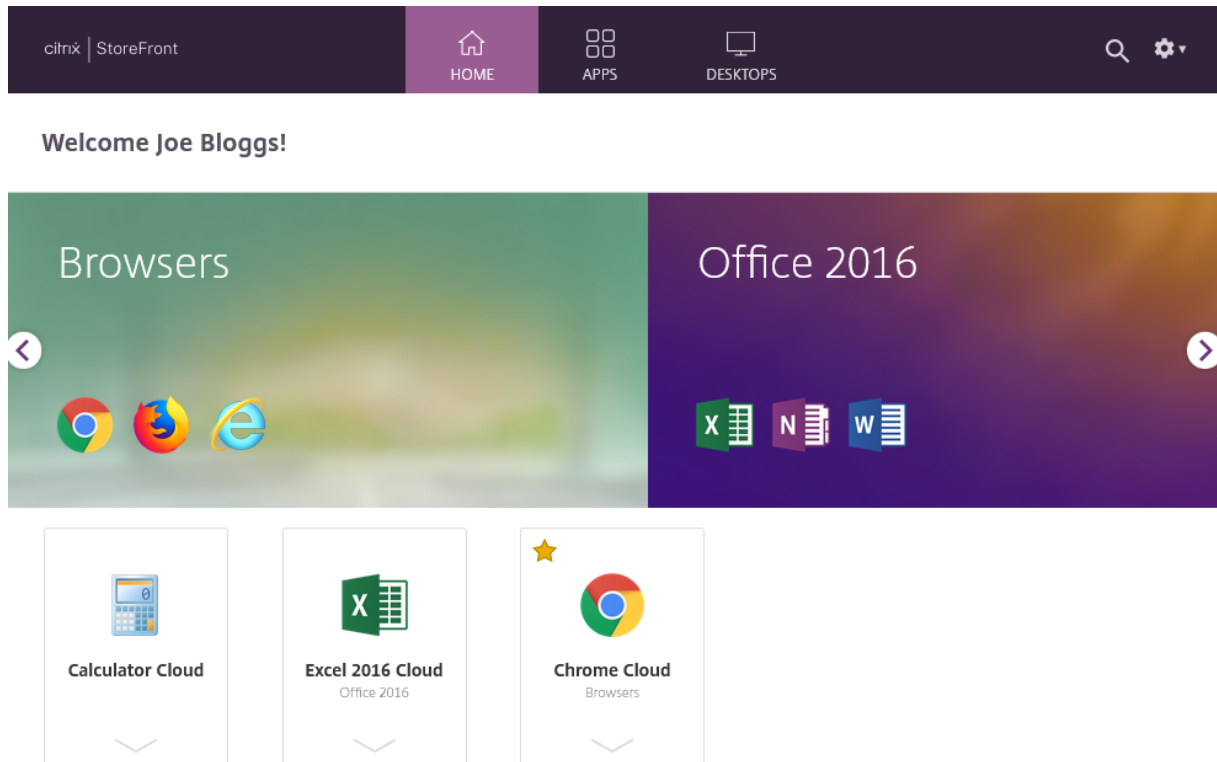 citrix | StoreFront
HOME
APPS
DESKTOPS
Welcome Joe Bloggs!
Browsers
Office 2016
X
N
W
0
X
Calculator Cloud
Excel 2016 Cloud
Office 2016
Chrome Cloud
Browsers